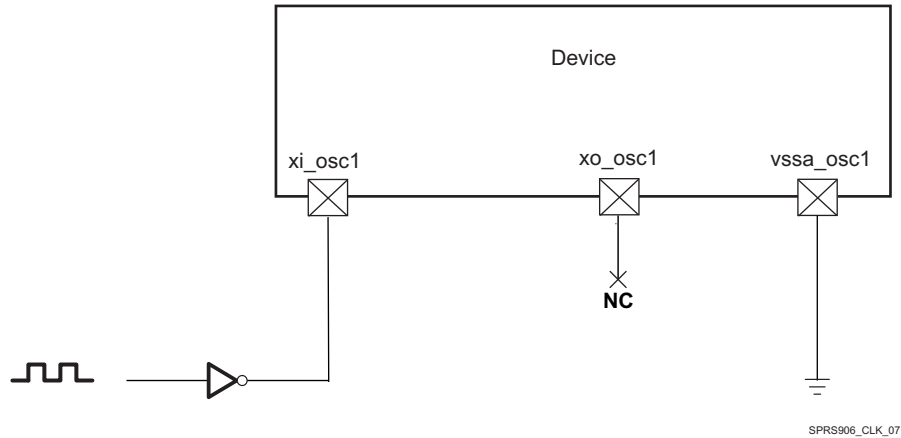 Device
xi_osc1
xo_osc1
vssa_osc1
NC
SPRS906_CLK_07